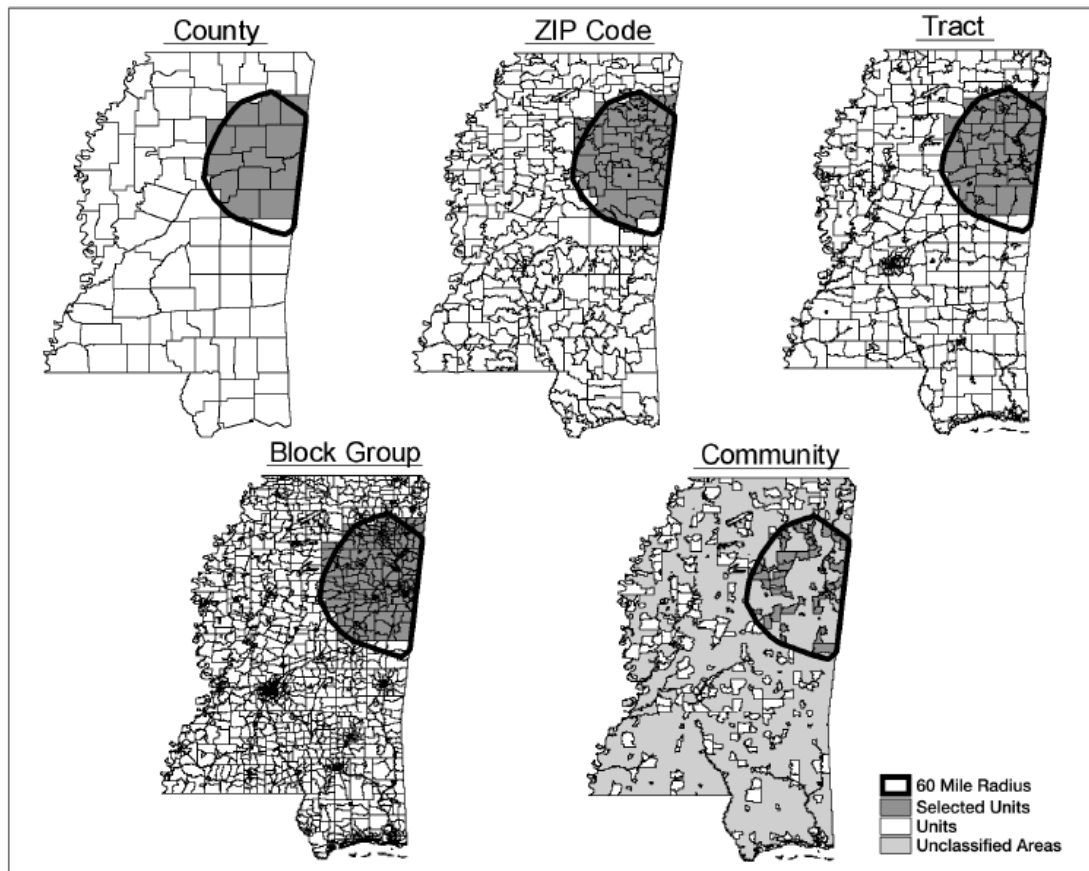 County
ZIP Code
Tract
Block Group
Community
60 Mile Radius
Selected Units
Units
Unclassified Areas